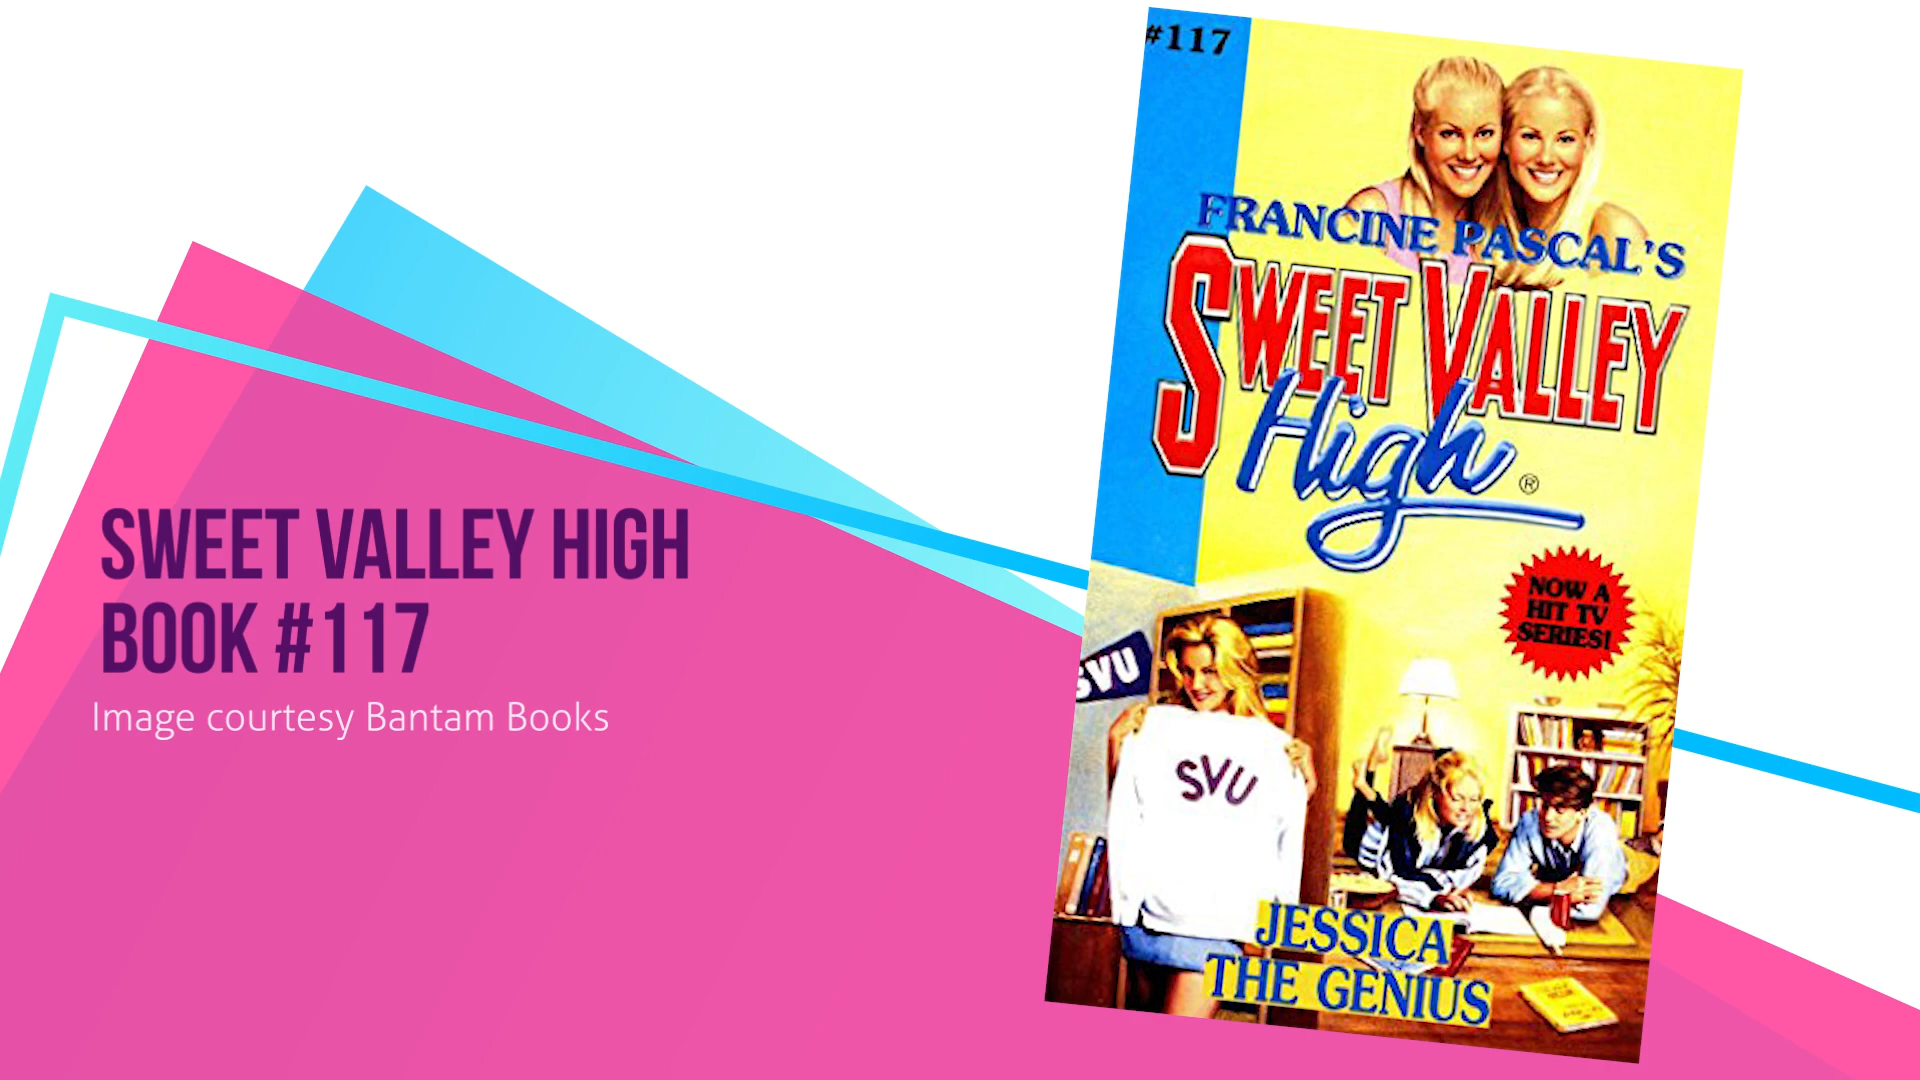 SWEET VALLEY HIGH
BOOK #117
Image courtesy Bantam Books
#117
FRANCINE PASCAL'S
SWEET VALLEY
High ®
NOW A
HIT TV
SERIES!
SVU
SVU
JESSICA
THE GENIUS